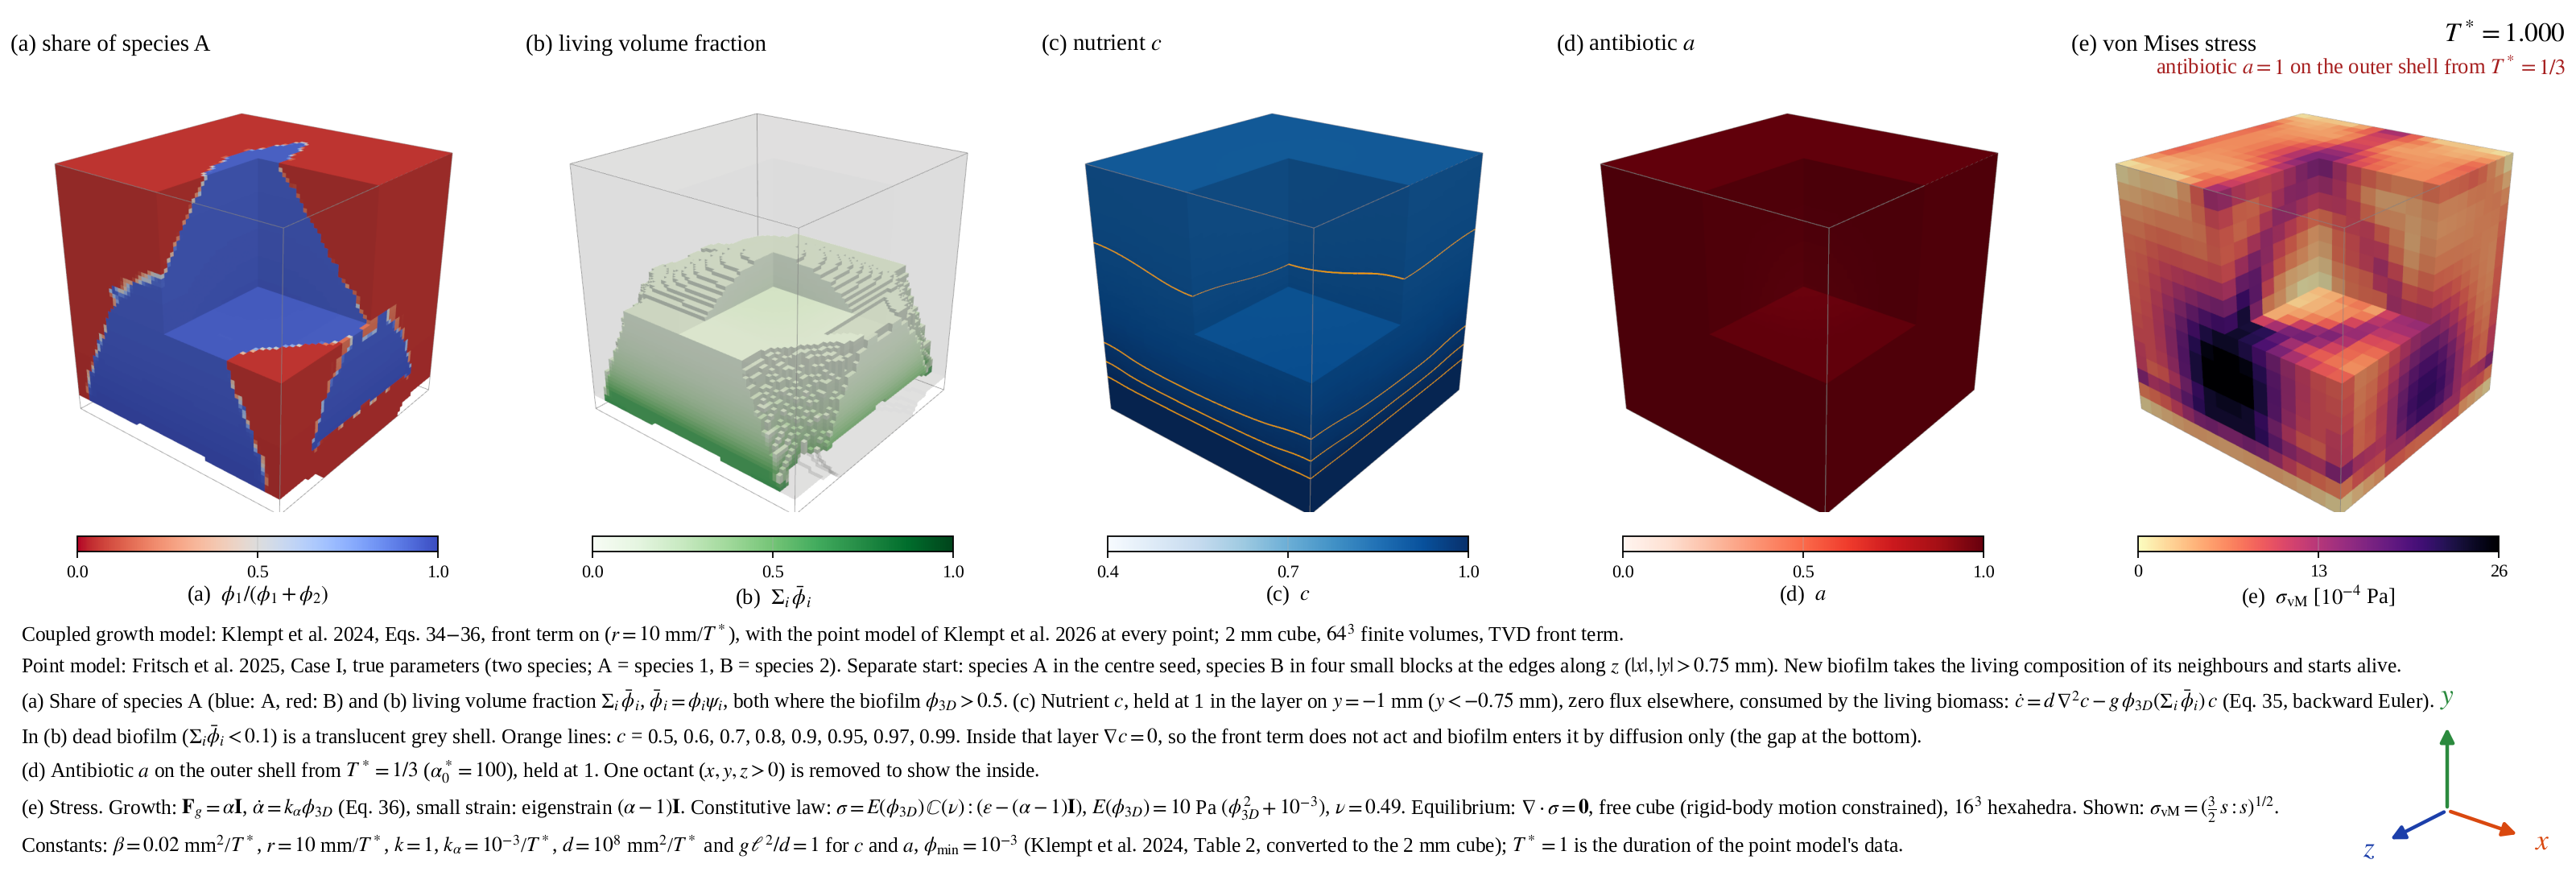 (a) share of species A
(b) living volume fraction
(c) nutrient c
(d) antibiotic a
(e) von Mises stress
T* = 1.000
antibiotic a = 1 on the outer shell from T* = 1/3
0.0 0.5 1.0
(a) ϕ₁/(ϕ₁ + ϕ₂)
0.0 0.5 1.0
(b) Σᵢ ϕ̄ᵢ
0.4 0.7 1.0
(c) c
0.0 0.5 1.0
(d) a
0 13 26
(e) σvM [10⁻⁴ Pa]
Coupled growth model: Klempt et al. 2024, Eqs. 34−36, front term on (r = 10 mm/T*), with the point model of Klempt et al. 2026 at every point; 2 mm cube, 64³ finite volumes, TVD front term.
Point model: Fritsch et al. 2025, Case I, true parameters (two species; A = species 1, B = species 2). Separate start: species A in the centre seed, species B in four small blocks at the edges along z (|x|, |y| > 0.75 mm). New biofilm takes the living composition of its neighbours and starts alive.
(a) Share of species A (blue: A, red: B) and (b) living volume fraction Σᵢ ϕ̄ᵢ, ϕ̄ᵢ = ϕᵢψᵢ, both where the biofilm ϕ3D > 0.5. (c) Nutrient c, held at 1 in the layer on y = −1 mm (y < −0.75 mm), zero flux elsewhere, consumed by the living biomass: ċ = d ∇²c − g ϕ3D(Σᵢ ϕ̄ᵢ) c (Eq. 35, backward Euler).
In (b) dead biofilm (Σᵢϕ̄ᵢ < 0.1) is a translucent grey shell. Orange lines: c = 0.5, 0.6, 0.7, 0.8, 0.9, 0.95, 0.97, 0.99. Inside that layer ∇c = 0, so the front term does not act and biofilm enters it by diffusion only (the gap at the bottom).
(d) Antibiotic a on the outer shell from T* = 1/3 (α₀* = 100), held at 1. One octant (x, y, z > 0) is removed to show the inside.
(e) Stress. Growth: F_g = αI, α̇ = kαϕ3D (Eq. 36), small strain: eigenstrain (α − 1)I. Constitutive law: σ = E(ϕ3D) ℂ(ν) : (ε − (α − 1)I), E(ϕ3D) = 10 Pa (ϕ²3D + 10⁻³), ν = 0.49. Equilibrium: ∇ · σ = 0, free cube (rigid-body motion constrained), 16³ hexahedra. Shown: σvM = (3/2 s : s)^1/2.
Constants: β = 0.02 mm²/T*, r = 10 mm/T*, k = 1, kα = 10⁻³/T*, d = 10⁸ mm²/T* and gℓ²/d = 1 for c and a, ϕmin = 10⁻³ (Klempt et al. 2024, Table 2, converted to the 2 mm cube); T* = 1 is the duration of the point model's data.
y
z
x